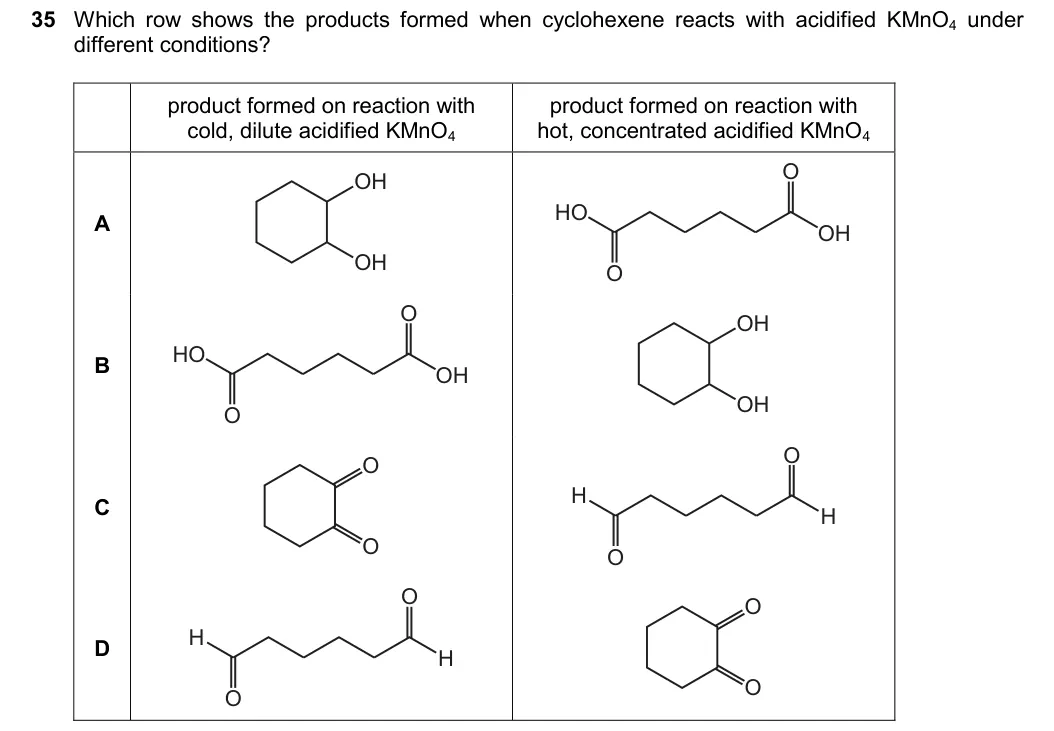 35 Which row shows the products formed when cyclohexene reacts with acidified KMnO₄ under
different conditions?
product formed on reaction with
cold, dilute acidified KMnO₄
product formed on reaction with
hot, concentrated acidified KMnO₄
A
OH
OH
HO
O
O
OH
B
HO
O
O
OH
OH
OH
C
O
O
H
O
O
H
D
H
O
O
H
O
O